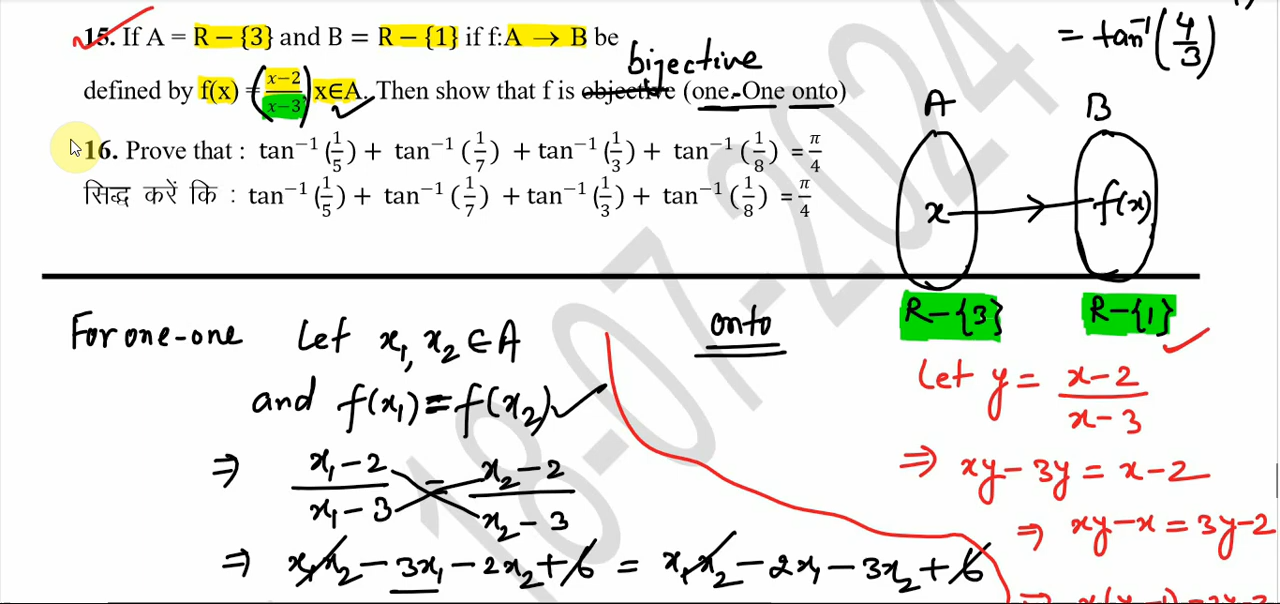 = tan⁻¹(4/3)
15. If A = R – {3} and B = R – {1} if f:A → B be
bijective
defined by f(x) = (x−2/x−3) x∈A. Then show that f is objective (one-One onto)
16. Prove that : tan⁻¹(1/5) + tan⁻¹(1/7) + tan⁻¹(1/3) + tan⁻¹(1/8) = π/4
सिद्ध करें कि : tan⁻¹(1/5) + tan⁻¹(1/7) + tan⁻¹(1/3) + tan⁻¹(1/8) = π/4
A B
x f(x)
R–{3} R–{1}
For one-one Let x₁, x₂ ∈ A
and f(x₁) = f(x₂)
⇒ x₁–2/x₁–3 = x₂–2/x₂–3
⇒ x₁x₂ – 3x₁ – 2x₂ + 6 = x₁x₂ – 2x₁ – 3x₂ + 6
onto
Let y = x–2/x–3
⇒ xy – 3y = x – 2
⇒ xy – x = 3y – 2
18-07-2024